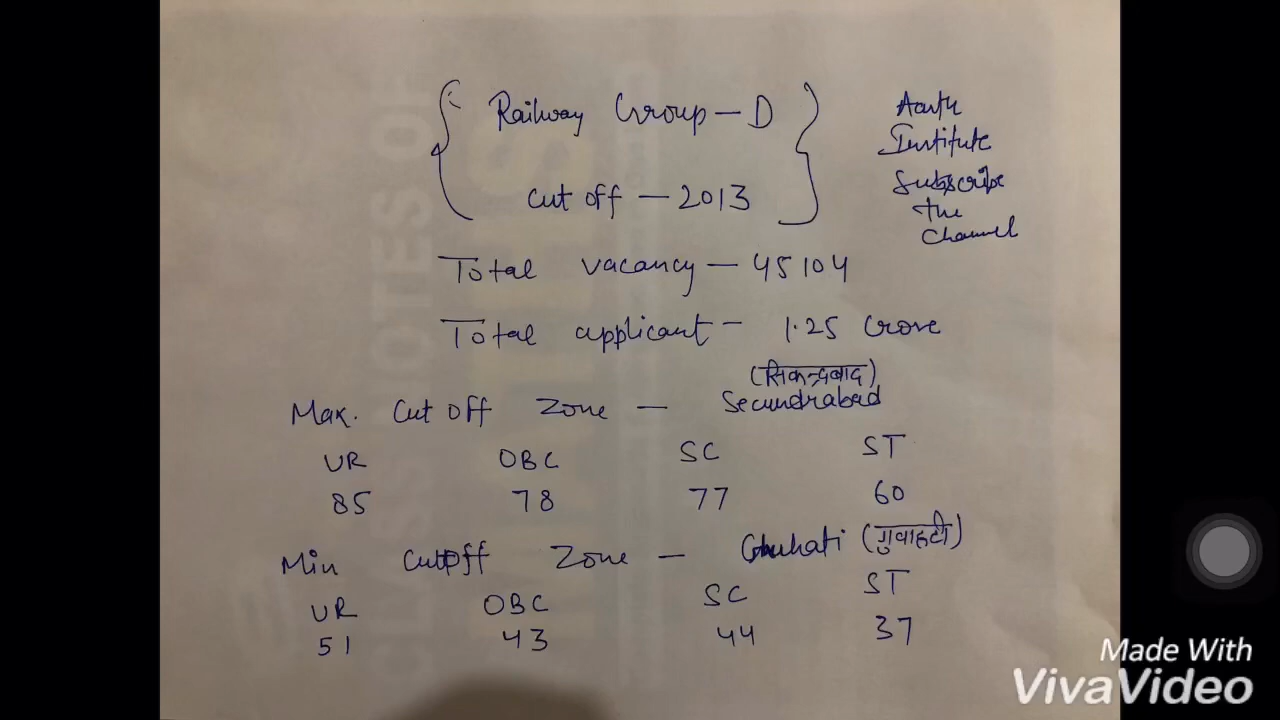 Railway Group - D
Cut off - 2013
Institute
Subscribe
the
Channel
Total vacancy - 45104
Total applicant - 1.25 Crore
(सिकन्द्रबाद)
Max. Cut off Zone - Secundrabad
UR OBC SC ST
85 78 77 60
Min Cutoff Zone - Guhati (गुवाहटी)
UR OBC SC ST
51 43 44 37
Made With
VivaVideo